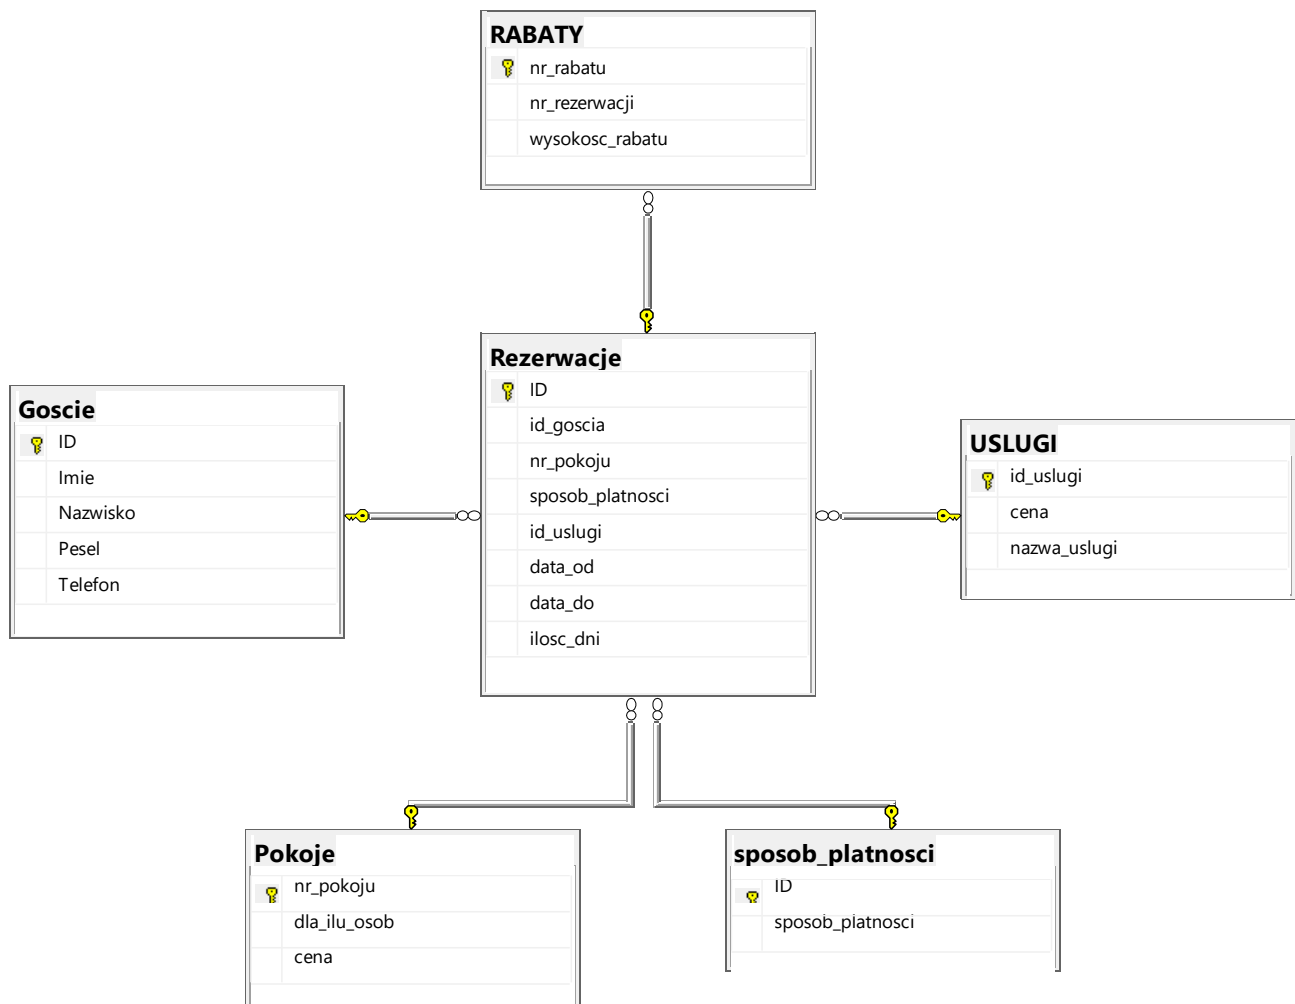 RABATY
nr_rabatu
nr_rezerwacji
wysokosc_rabatu
Rezerwacje
ID
id_goscia
nr_pokoju
sposob_platnosci
id_uslugi
data_od
data_do
ilosc_dni
Goscie
ID
Imie
Nazwisko
Pesel
Telefon
USLUGI
id_uslugi
cena
nazwa_uslugi
Pokoje
nr_pokoju
dla_ilu_osob
cena
sposob_platnosci
ID
sposob_platnosci